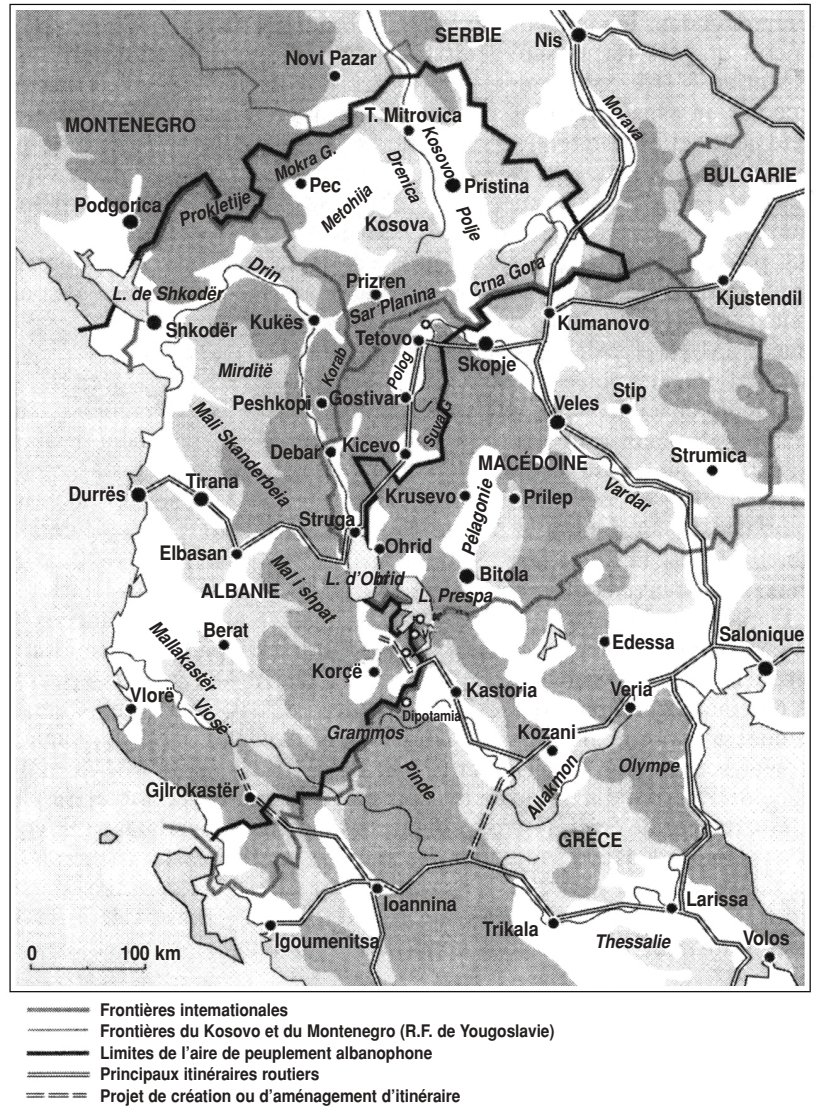 SERBIE
Nis
Novi Pazar
MONTENEGRO
T. Mitrovica
Kosovo
Polje
Morava
Mokra G.
Drenica
BULGARIE
Pec
Pristina
Prokletije
Metohija
Podgorica
Kosova
Drin
Crna Gora
L. de Shkodër
Prizren
Sar Planina
Kjustendil
Shkodër
Kukës
Kumanovo
Tetovo
Skopje
Mirditë
Korab
Polog
Peshkopi
Gostivar
Suva G
Stip
Veles
Mali Skanderbeia
Debar
Kicevo
MACÉDOINE
Strumica
Durrës
Tirana
Krusevo
Pélagonie
Prilep
Vardar
Struga
Elbasan
Ohrid
Mal i shpat
L. d'Ohrid
Bitola
ALBANIE
L. Prespa
Berat
Edessa
Salonique
Mallakastër
Korçë
Kastoria
Veria
Vlorë
Vjosë
Dipotamia
Grammos
Kozani
Pinde
Allakmon
Olympe
Gjlrokastër
GRÉCE
Ioannina
Larissa
Igoumenitsa
Trikala
Thessalie
Volos
0 100 km
Frontières intemationales
Frontières du Kosovo et du Montenegro (R.F. de Yougoslavie)
Limites de l'aire de peuplement albanophone
Principaux itinéraires routiers
Projet de création ou d'aménagement d'itinéraire